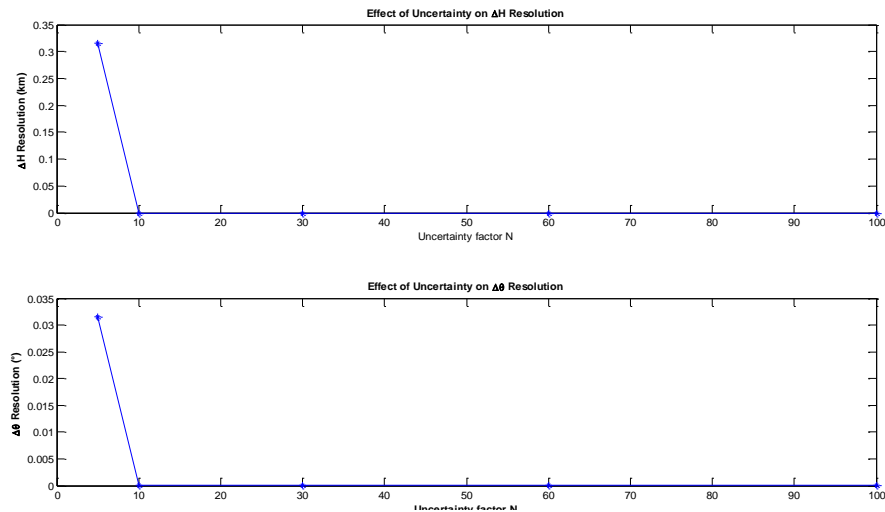 Effect of Uncertainty on ΔH Resolution
0.35
0.3
0.25
0.2
0.15
0.1
0.05
0
ΔH Resolution (km)
0 10 20 30 40 50 60 70 80 90 100
Uncertainty factor N
Effect of Uncertainty on Δθ Resolution
0.035
0.03
0.025
0.02
0.015
0.01
0.005
0
Δθ Resolution (°)
0 10 20 30 40 50 60 70 80 90 100
Uncertainty factor N